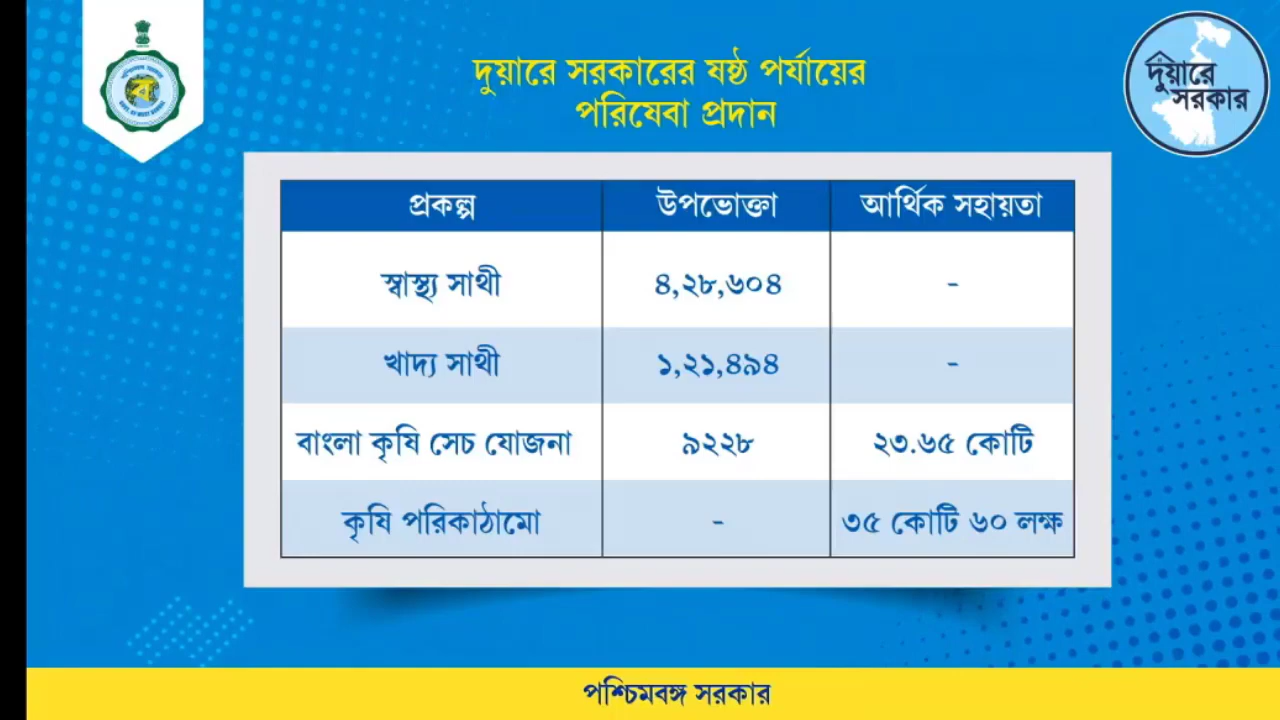 দুয়ারে সরকারের ষষ্ঠ পর্যায়ের
পরিষেবা প্রদান
দুয়ারে
সরকার
প্রকল্প উপভোক্তা আর্থিক সহায়তা
স্বাস্থ্য সাথী ৪,২৮,৬০৪ -
খাদ্য সাথী ১,২১,৪৯৪ -
বাংলা কৃষি সেচ যোজনা ৯২২৮ ২৩.৬৫ কোটি
কৃষি পরিকাঠামো - ৩৫ কোটি ৬০ লক্ষ
পশ্চিমবঙ্গ সরকার